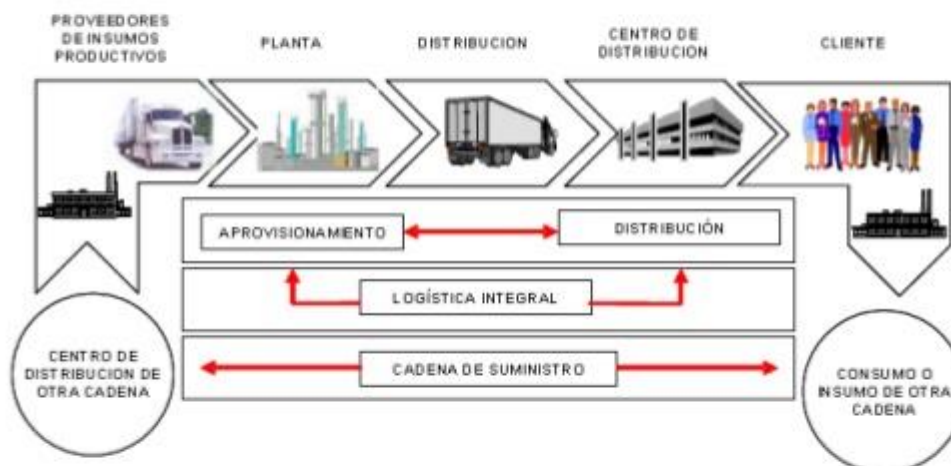 PROVEEDORES
DE INSUMOS
PRODUCTIVOS
PLANTA
DISTRIBUCION
CENTRO DE
DISTRIBUCION
CLIENTE
APROVISIONAMIENTO
DISTRIBUCIÓN
LOGÍSTICA INTEGRAL
CADENA DE SUMINISTRO
CENTRO DE
DISTRIBUCION DE
OTRA CADENA
CONSUMO O
INSUMO DE OTRA
CADENA